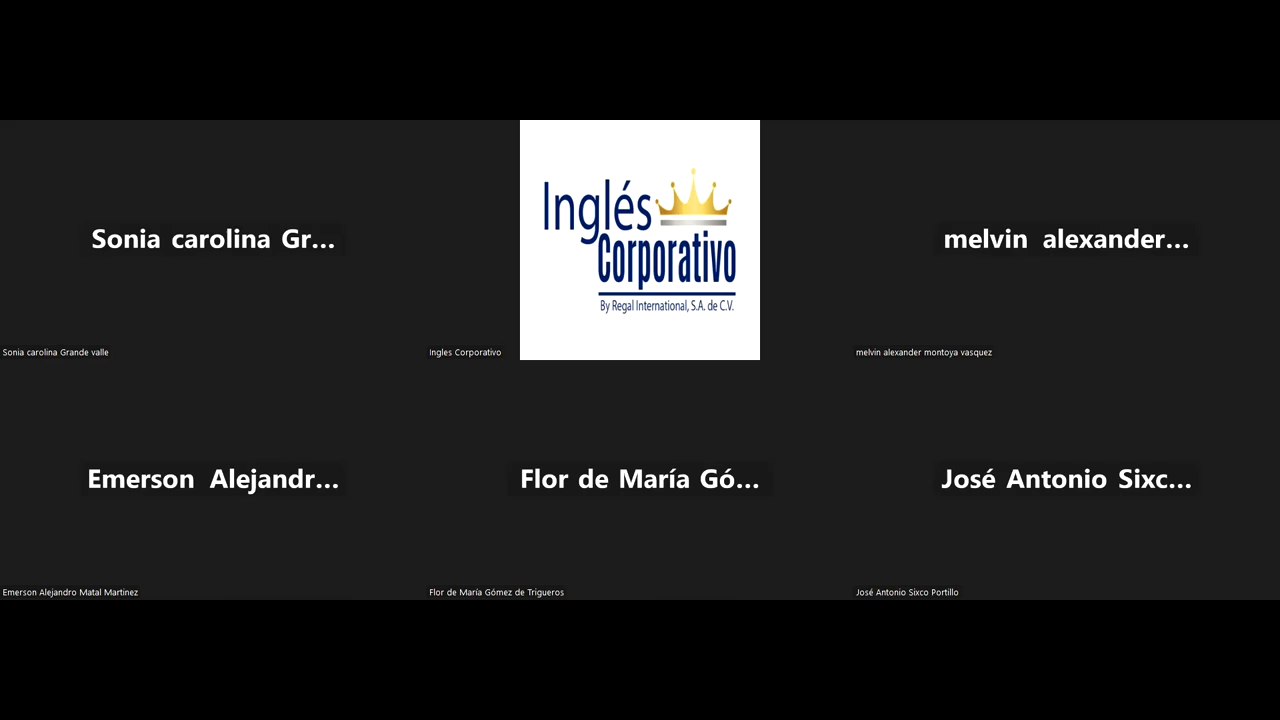 Sonia carolina Gr...
Sonia carolina Grande valle
Inglés
Corporativo
By Regal International, S.A. de C.V.
Ingles Corporativo
melvin alexander...
melvin alexander montoya vasquez
Emerson Alejandr...
Emerson Alejandro Matal Martinez
Flor de María Gó...
Flor de María Gómez de Trigueros
José Antonio Sixc...
José Antonio Sixco Portillo